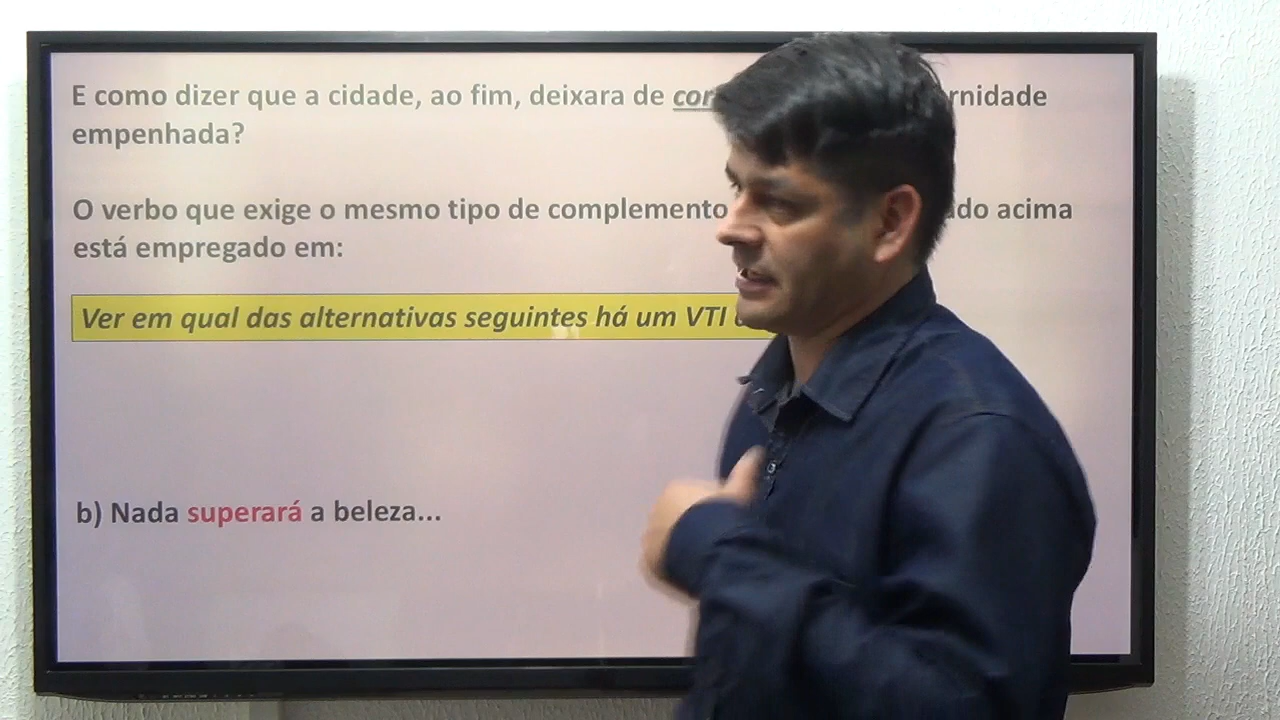 E como dizer que a cidade, ao fim, deixara de
empenhada?
O verbo que exige o mesmo tipo de complemento acima
está empregado em:
Ver em qual das alternativas seguintes há um VTI
b) Nada superará a beleza...